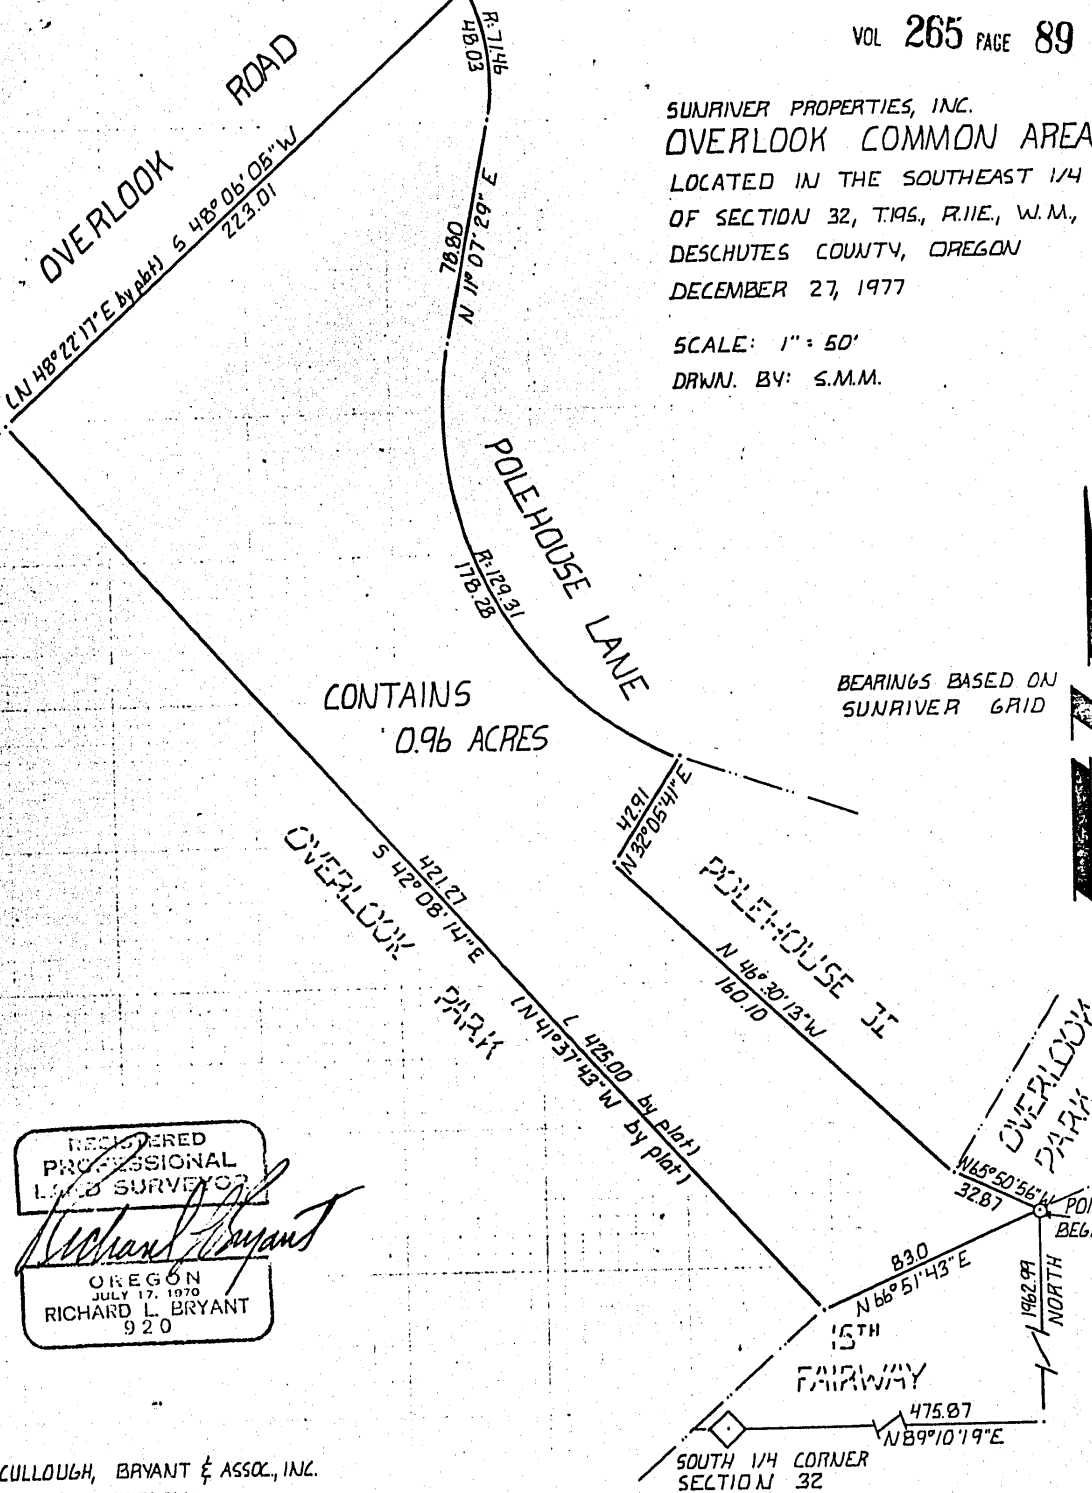 VOL 265 PAGE 89
SUNRIVER PROPERTIES, INC.
OVERLOOK COMMON AREA
LOCATED IN THE SOUTHEAST 1/4
OF SECTION 32, T.19S., R.11E., W.M.,
DESCHUTES COUNTY, OREGON
DECEMBER 27, 1977
SCALE: 1" = 50'
DRWN. BY: S.M.M.
OVERLOOK ROAD
(N 48°22'17"E by plat) S 48°06'05"W
223.01
R=71.46
48.03
78.80
N 11°07'29"E
POLEHOUSE LANE
R=129.31
178.28
BEARINGS BASED ON
SUNRIVER GRID
CONTAINS
0.96 ACRES
42.91
N 32°05'41"E
OVERLOOK PARK
421.27
S 42°08'14"E
( 425.00 by plat)
(N 41°37'43"W by plat)
POLEHOUSE II
N 46°30'13"W
160.10
OVERLOOK
PARK
N65°50'56"W
32.87
BEG.
83.0
N 66°51'43"E
1962.99
NORTH
15TH
FAIRWAY
475.87
N89°10'19"E
SOUTH 1/4 CORNER
SECTION 32
REGISTERED
PROFESSIONAL
LAND SURVEYOR
Richard L. Bryant
OREGON
JULY 17, 1970
RICHARD L. BRYANT
920
CULLOUGH, BRYANT & ASSOC., INC.